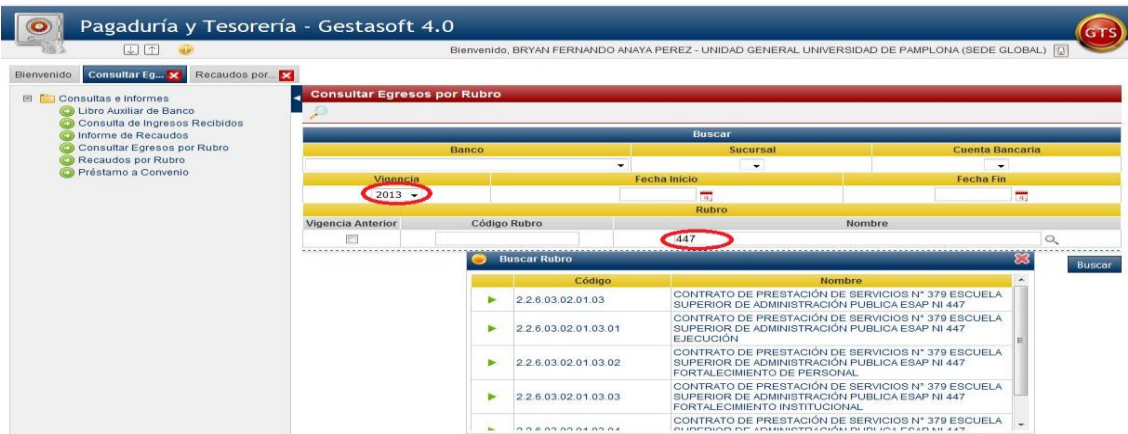 Pagaduría y Tesorería - Gestasoft 4.0
GTS
Bienvenido, BRYAN FERNANDO ANAYA PEREZ - UNIDAD GENERAL UNIVERSIDAD DE PAMPLONA (SEDE GLOBAL)
Bienvenido Consultar Eg... Recaudos por...
Consultas e Informes
Libro Auxiliar de Banco
Consulta de Ingresos Recibidos
Informe de Recaudos
Consultar Egresos por Rubro
Recaudos por Rubro
Préstamo a Convenio
Consultar Egresos por Rubro
Buscar
Banco Sucursal Cuenta Bancaria
Vigencia Fecha Inicio Fecha Fin
2013
Rubro
Vigencia Anterior Código Rubro Nombre
447
Buscar
Buscar Rubro
Código Nombre
2.2.6.03.02.01.03 CONTRATO DE PRESTACIÓN DE SERVICIOS N° 379 ESCUELA
SUPERIOR DE ADMINISTRACIÓN PUBLICA ESAP NI 447
2.2.6.03.02.01.03.01 CONTRATO DE PRESTACIÓN DE SERVICIOS N° 379 ESCUELA
SUPERIOR DE ADMINISTRACIÓN PUBLICA ESAP NI 447
EJECUCIÓN
2.2.6.03.02.01.03.02 CONTRATO DE PRESTACIÓN DE SERVICIOS N° 379 ESCUELA
SUPERIOR DE ADMINISTRACIÓN PUBLICA ESAP NI 447
FORTALECIMIENTO DE PERSONAL
2.2.6.03.02.01.03.03 CONTRATO DE PRESTACIÓN DE SERVICIOS N° 379 ESCUELA
SUPERIOR DE ADMINISTRACIÓN PUBLICA ESAP NI 447
FORTALECIMIENTO INSTITUCIONAL
CONTRATO DE PRESTACIÓN DE SERVICIOS N° 379 ESCUELA